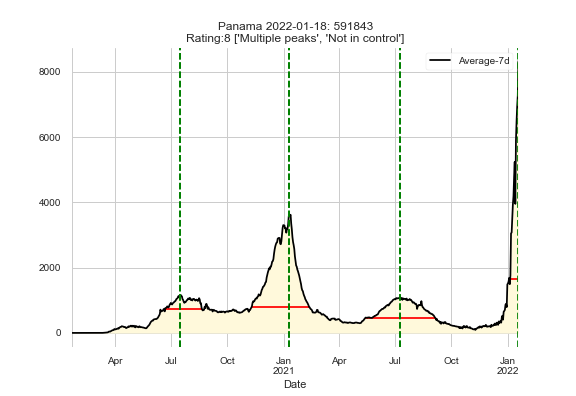 Panama 2022-01-18: 591843
Rating:8 ['Multiple peaks', 'Not in control']
Average-7d
8000
6000
4000
2000
0
Apr
Jul
Oct
Jan
2021
Apr
Jul
Oct
Jan
2022
Date